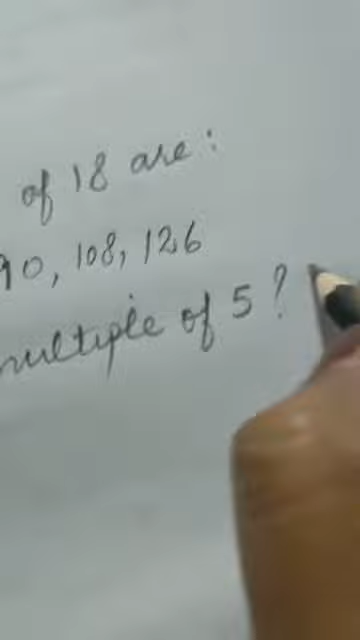 of 18 are:
90, 108, 126
multiple of 5?